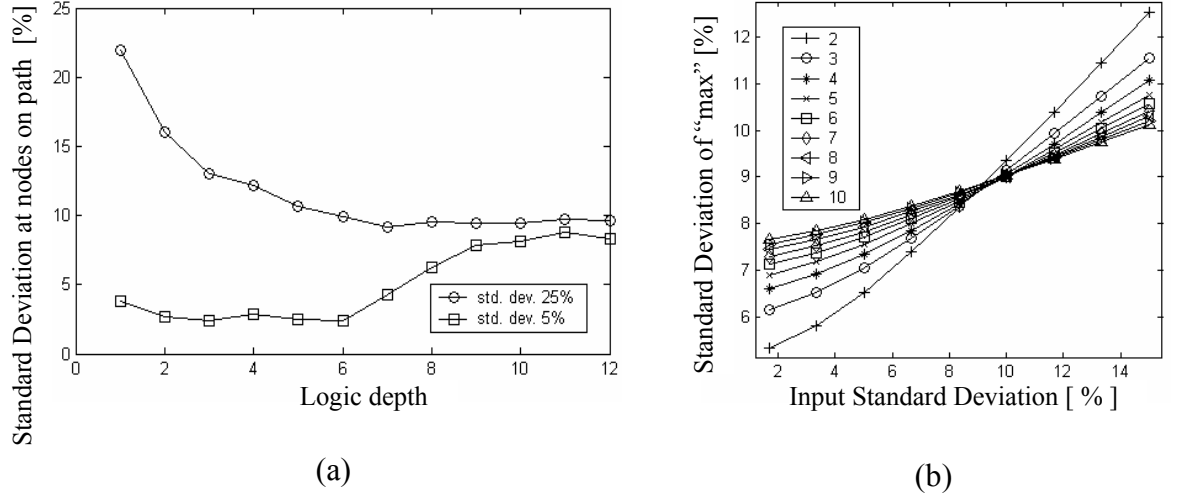 Standard Deviation at nodes on path [%]
25
20
15
10
5
0
0 2 4 6 8 10 12
Logic depth
std. dev. 25%
std. dev. 5%
(a)
Standard Deviation of “max” [%]
12
11
10
9
8
7
6
2 4 6 8 10 12 14
Input Standard Deviation [ % ]
2
3
4
5
6
7
8
9
10
(b)